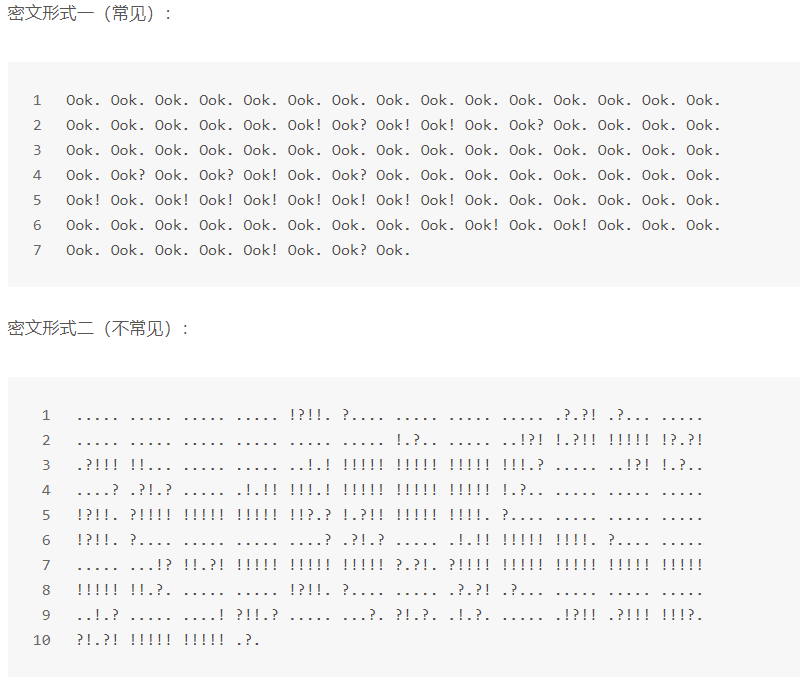 密文形式一（常见）：
1 Ook. Ook. Ook. Ook. Ook. Ook. Ook. Ook. Ook. Ook. Ook. Ook. Ook. Ook. Ook.
2 Ook. Ook. Ook. Ook. Ook. Ook! Ook? Ook! Ook! Ook. Ook? Ook. Ook. Ook. Ook.
3 Ook. Ook. Ook. Ook. Ook. Ook. Ook. Ook. Ook. Ook. Ook. Ook. Ook. Ook. Ook.
4 Ook. Ook? Ook. Ook? Ook! Ook. Ook? Ook. Ook. Ook. Ook. Ook. Ook. Ook. Ook.
5 Ook! Ook. Ook! Ook! Ook! Ook! Ook! Ook! Ook! Ook. Ook. Ook. Ook. Ook. Ook.
6 Ook. Ook. Ook. Ook. Ook. Ook. Ook. Ook. Ook. Ook! Ook. Ook! Ook. Ook. Ook.
7 Ook. Ook. Ook. Ook. Ook! Ook. Ook? Ook.
密文形式二（不常见）：
1 ..... ..... ..... ..... !?!!. ?.... ..... ..... ..... .?.?! .?... .....
2 ..... ..... ..... ..... ..... ..... !.?.. ..... ..!?! !.?!! !!!!! !?.?!
3 .?!!! !!... ..... ..... ..!.! !!!!! !!!!! !!!!! !!!.? ..... ..!?! !.?..
4 ....? .?!.? ..... .!.!! !!!.! !!!!! !!!!! !!!!! !.?.. ..... ..... .....
5 !?!!. ?!!!! !!!!! !!!!! !!?.? !.?!! !!!!! !!!!. ?.... ..... ..... .....
6 !?!!. ?.... ..... ..... ....? .?!.? ..... .!.!! !!!!! !!!!. ?.... .....
7 ..... ...!? !!.?! !!!!! !!!!! !!!!! ?.?!. ?!!!! !!!!! !!!!! !!!!! !!!!!
8 !!!!! !!.?. ..... ..... !?!!. ?.... ..... .?.?! .?... ..... ..... .....
9 ..!.? ..... ....! ?!!.? ..... ...?. ?!.?. .!.?. ..... .!?!! .?!!! !!!?.
10 ?!.?! !!!!! !!!!! .?.